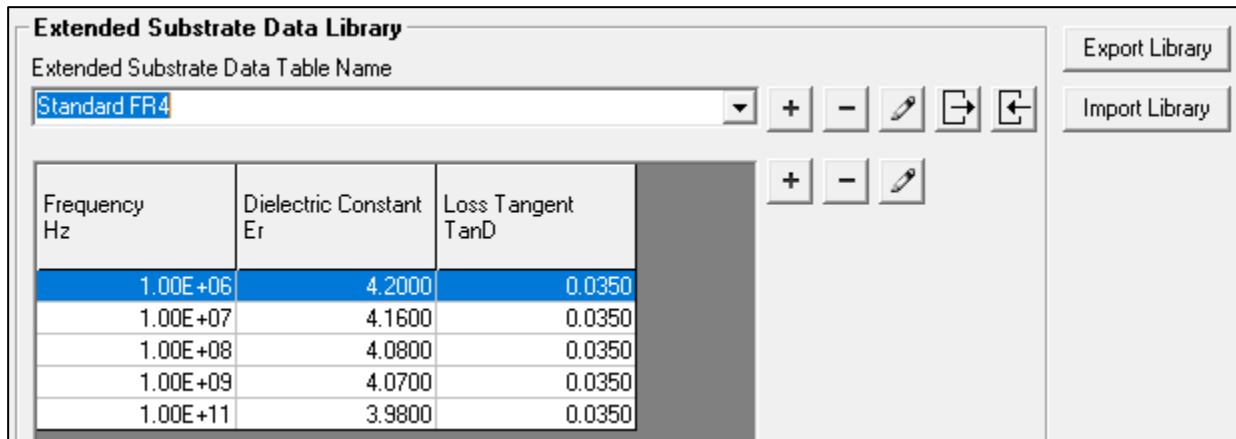 Extended Substrate Data Library
Export Library
Extended Substrate Data Table Name
Standard FR4
Import Library
Frequency Hz Dielectric Constant Er Loss Tangent TanD
1.00E+06 4.2000 0.0350
1.00E+07 4.1600 0.0350
1.00E+08 4.0800 0.0350
1.00E+09 4.0700 0.0350
1.00E+11 3.9800 0.0350